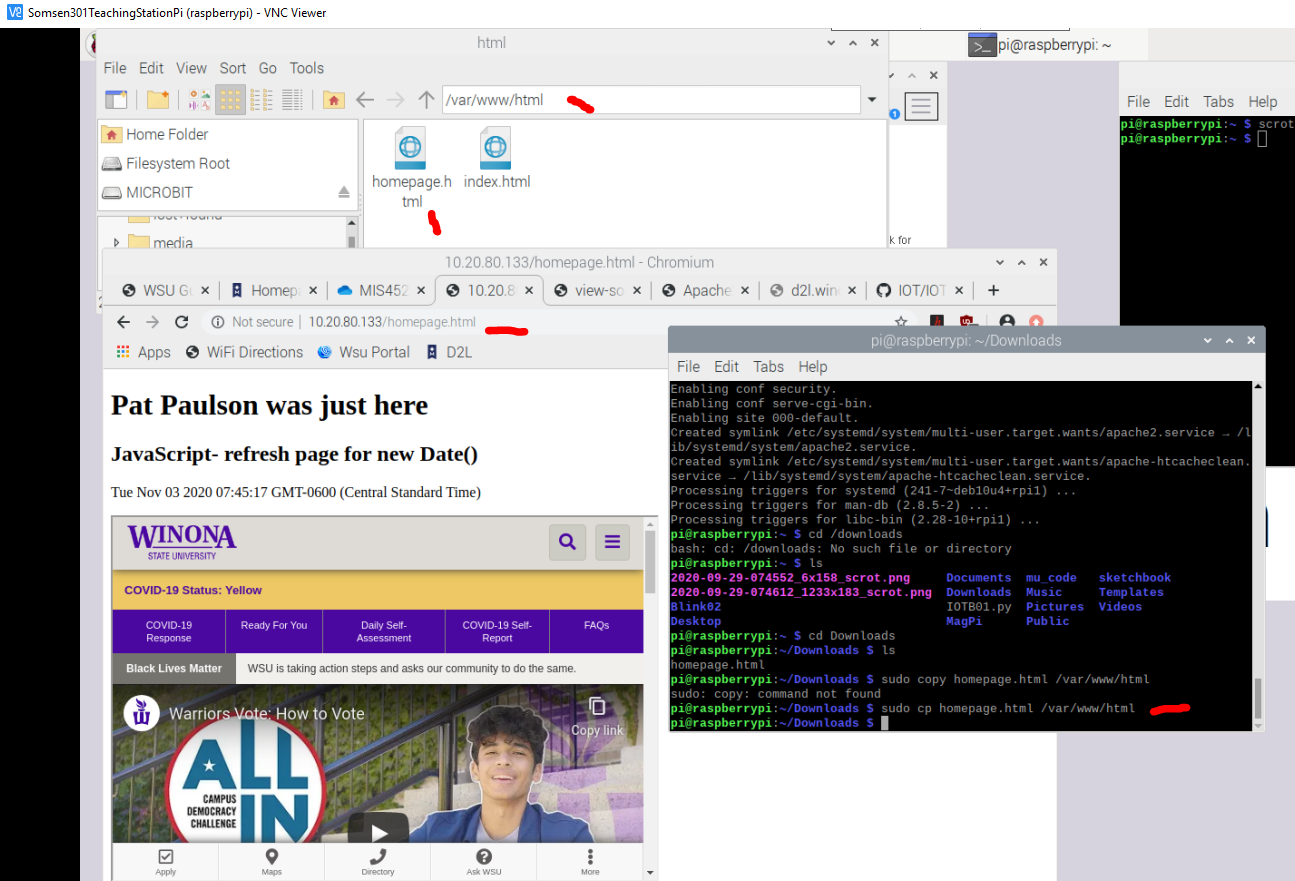 Somsen301TeachingStationPi (raspberrypi) - VNC Viewer
html
pi@raspberrypi: ~
File Edit View Sort Go Tools
/var/www/html
Home Folder
Filesystem Root
MICROBIT
lost+found
media
homepage.html
index.html
k for
File Edit Tabs Help
pi@raspberrypi:~ $ scrot
pi@raspberrypi:~ $
10.20.80.133/homepage.html - Chromium
WSU G Homep MIS452 10.20.8 view-so Apache d2l.win IOT/IOT
Not secure | 10.20.80.133/homepage.html
Apps WiFi Directions Wsu Portal D2L
Pat Paulson was just here
JavaScript- refresh page for new Date()
Tue Nov 03 2020 07:45:17 GMT-0600 (Central Standard Time)
WINONA
STATE UNIVERSITY
COVID-19 Status: Yellow
COVID-19 Response
Ready For You
Daily Self-Assessment
COVID-19 Self-Report
FAQs
Black Lives Matter WSU is taking action steps and asks our community to do the same.
Warriors Vote: How to Vote
Copy link
ALL
IN
CAMPUS
DEMOCRACY
CHALLENGE
Apply Maps Directory Ask WSU More
pi@raspberrypi: ~/Downloads
File Edit Tabs Help
Enabling conf security.
Enabling conf serve-cgi-bin.
Enabling site 000-default.
Created symlink /etc/systemd/system/multi-user.target.wants/apache2.service → /l
ib/systemd/system/apache2.service.
Created symlink /etc/systemd/system/multi-user.target.wants/apache-htcacheclean.
service → /lib/systemd/system/apache-htcacheclean.service.
Processing triggers for systemd (241-7~deb10u4+rpi1) ...
Processing triggers for man-db (2.8.5-2) ...
Processing triggers for libc-bin (2.28-10+rpi1) ...
pi@raspberrypi:~ $ cd /downloads
bash: cd: /downloads: No such file or directory
pi@raspberrypi:~ $ ls
2020-09-29-074552_6x158_scrot.png Documents mu_code sketchbook
2020-09-29-074612_1233x183_scrot.png Downloads Music Templates
Blink02 IOTB01.py Pictures Videos
Desktop MagPi Public
pi@raspberrypi:~ $ cd Downloads
pi@raspberrypi:~/Downloads $ ls
homepage.html
pi@raspberrypi:~/Downloads $ sudo copy homepage.html /var/www/html
sudo: copy: command not found
pi@raspberrypi:~/Downloads $ sudo cp homepage.html /var/www/html
pi@raspberrypi:~/Downloads $